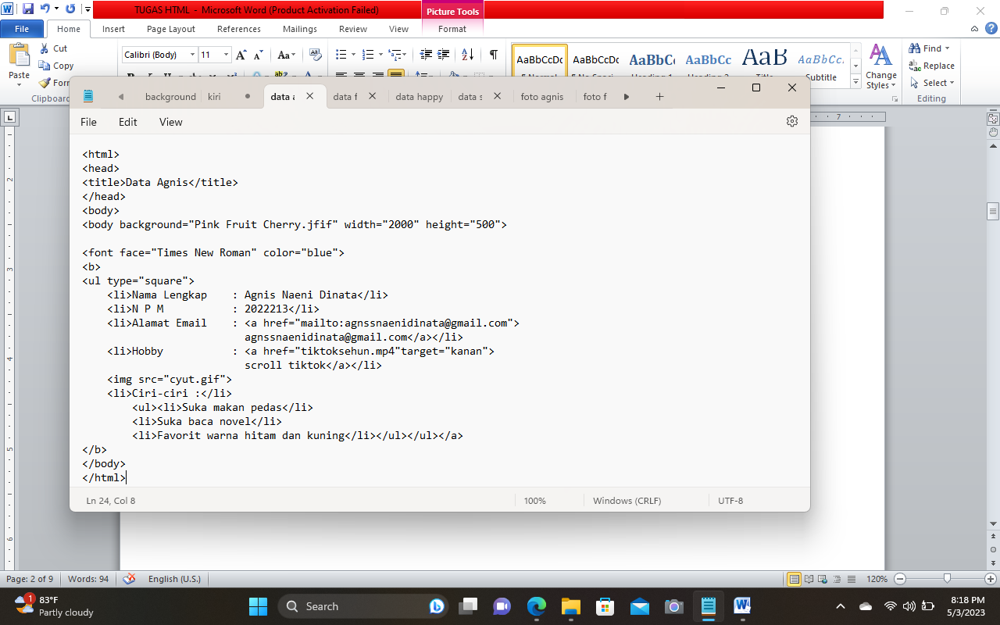 TUGAS HTML - Microsoft Word (Product Activation Failed)
Picture Tools
File Home Insert Page Layout References Mailings Review View Format
Paste
Cut
Copy
Clipboard
Calibri (Body) 11
AaBbCcDc AaBbCcDc AaBbCc AaBbCc AaB AaBbCc.
Subtitle
Change
Styles
Find
Replace
Select
Editing
background kiri data a data f data happy data s foto agnis foto f
File Edit View
<html>
<head>
<title>Data Agnis</title>
</head>
<body>
<body background="Pink Fruit Cherry.jfif" width="2000" height="500">
<font face="Times New Roman" color="blue">
<b>
<ul type="square">
<li>Nama Lengkap : Agnis Naeni Dinata</li>
<li>N P M : 2022213</li>
<li>Alamat Email : <a href="mailto:agnssnaenidinata@gmail.com">
agnssnaenidinata@gmail.com</a></li>
<li>Hobby : <a href="tiktoksehun.mp4"target="kanan">
scroll tiktok</a></li>
<img src="cyut.gif">
<li>Ciri-ciri :</li>
<ul><li>Suka makan pedas</li>
<li>Suka baca novel</li>
<li>Favorit warna hitam dan kuning</li></ul></ul></a>
</b>
</body>
</html>
Ln 24, Col 8 100% Windows (CRLF) UTF-8
Page: 2 of 9 Words: 94 English (U.S.) 120%
83°F
Partly cloudy
Search
8:18 PM
5/3/2023